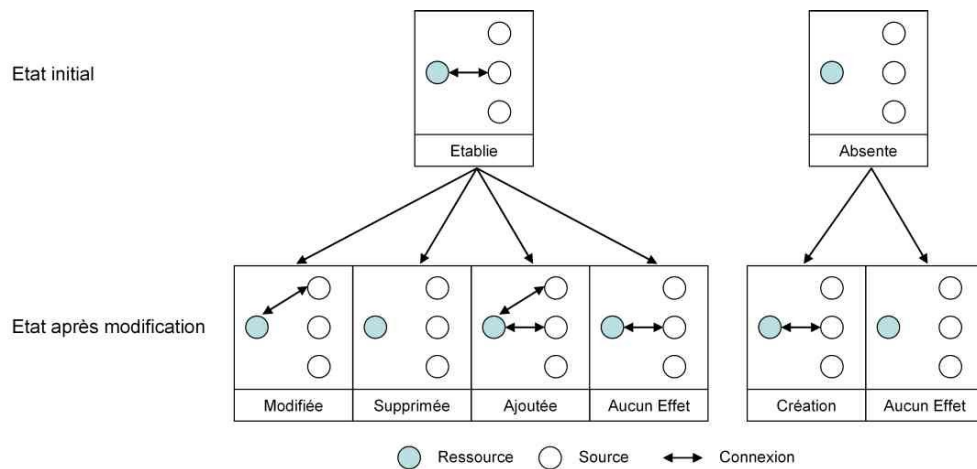 Etat initial
Etablie
Absente
Etat après modification
Modifiée
Supprimée
Ajoutée
Aucun Effet
Création
Aucun Effet
Ressource
Source
Connexion